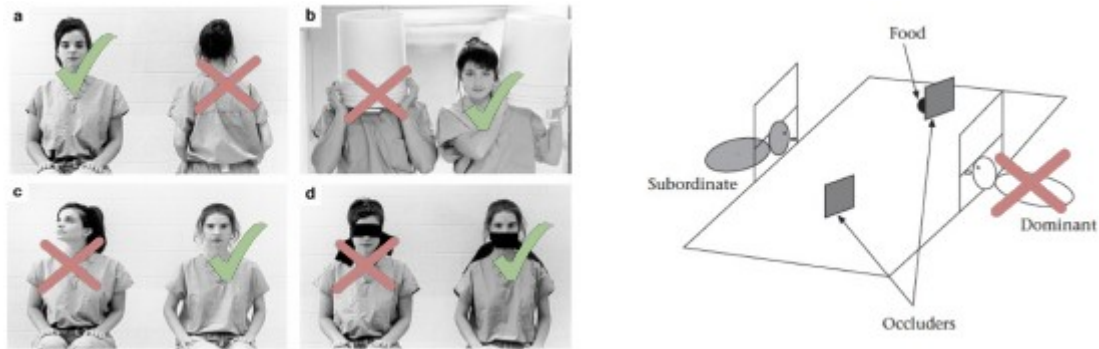 a
b
c
d
Food
Subordinate
Dominant
Occluders